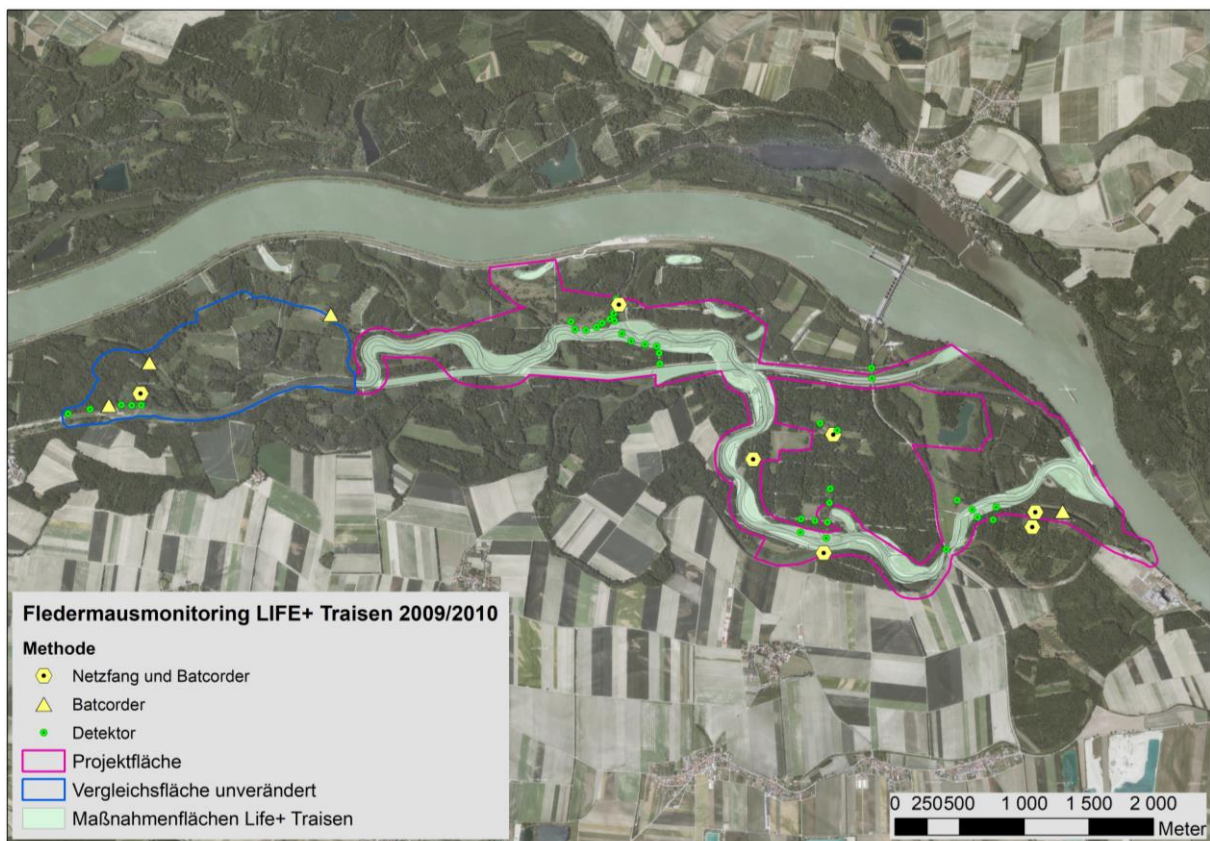 Fledermausmonitoring LIFE+ Traisen 2009/2010
Methode
Netzfang und Batcorder
Batcorder
Detektor
Projektfläche
Vergleichsfläche unverändert
Maßnahmenflächen Life+ Traisen
0 250500 1 000 1 500 2 000
Meter